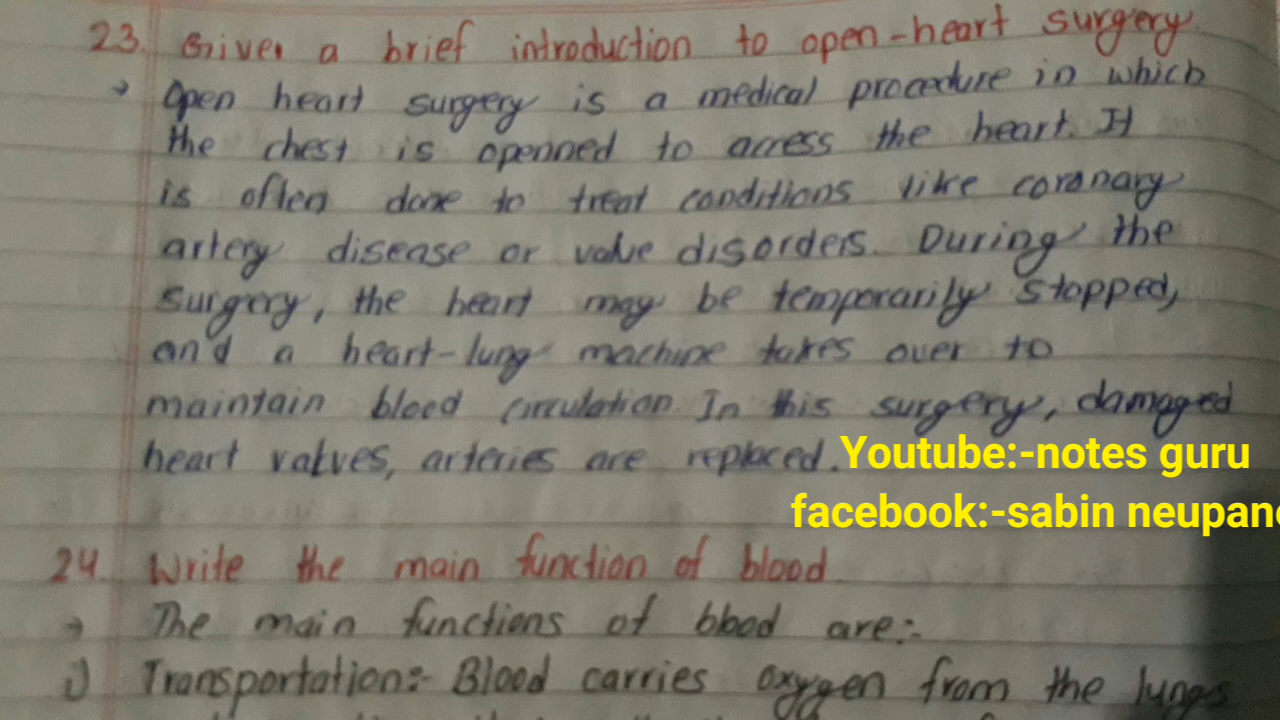 23. Giver a brief introduction to open-heart surgery.
→ Open heart surgery is a medical procedure in which
the chest is openned to access the heart. It
is often done to treat conditions like coronary
artery disease or valve disorders. During the
surgery, the heart may be temporarily stopped,
and a heart-lung machine takes over to
maintain blood circulation. In this surgery, damaged
heart valves, arteries are replaced.
Youtube:-notes guru
facebook:-sabin neupane
24. Write the main function of blood
→ The main functions of blood are:-
i) Transportation:- Blood carries oxygen from the lungs